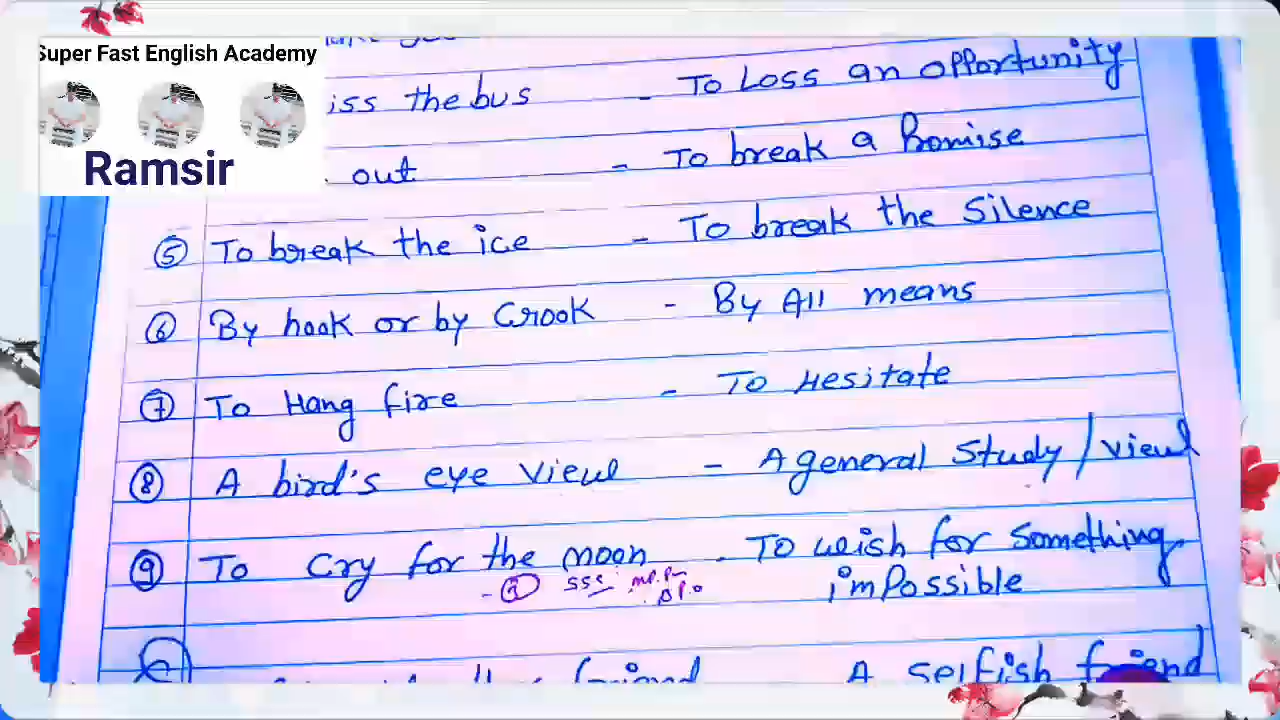 Super Fast English Academy
Ramsir
iss the bus - To Loss an opportunity
out - To break a Promise
5 To break the ice - To break the Silence
6 By hook or by Crook - By All means
7 To Hang fire - To Hesitate
8 A bird's eye view - A general Study/view
9 To Cry for the moon - To wish for something
impossible
friend A selfish friend